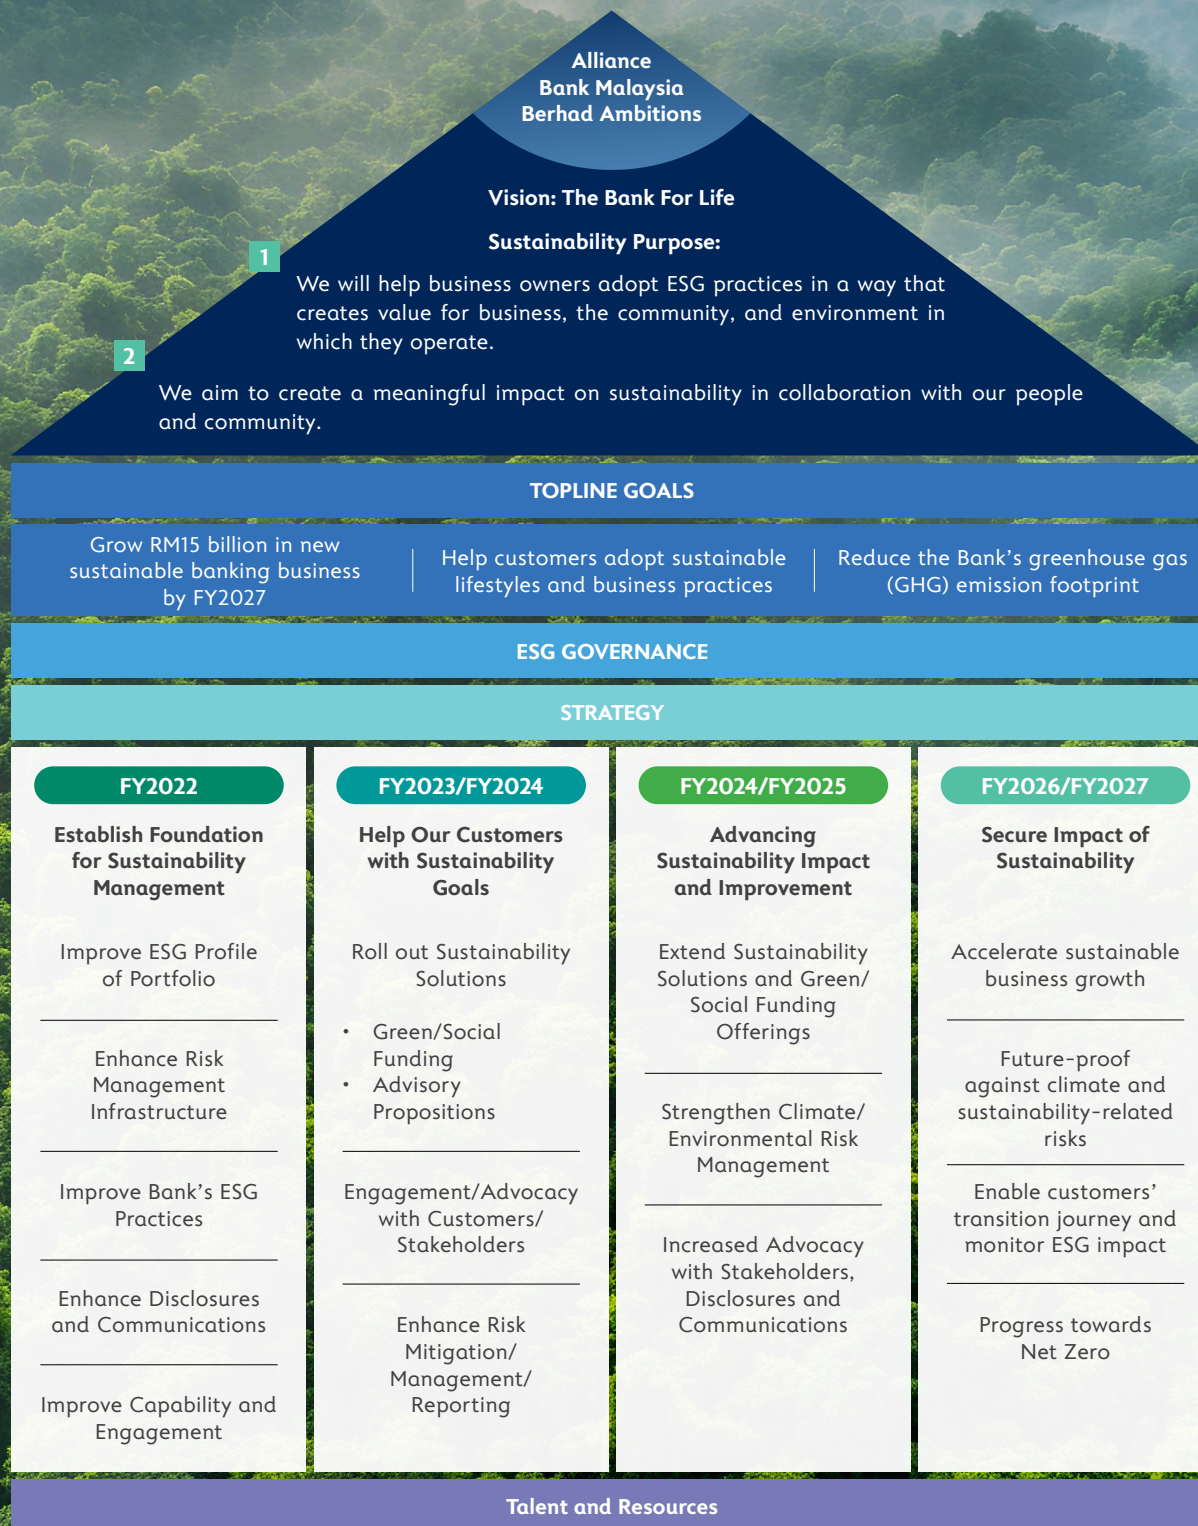 Alliance
Bank Malaysia
Berhad Ambitions
Vision: The Bank For Life
Sustainability Purpose:
1
We will help business owners adopt ESG practices in a way that
creates value for business, the community, and environment in
which they operate.
2
We aim to create a meaningful impact on sustainability in collaboration with our people
and community.
TOPLINE GOALS
Grow RM15 billion in new
sustainable banking business
by FY2027
Help customers adopt sustainable
lifestyles and business practices
Reduce the Bank's greenhouse gas
(GHG) emission footprint
ESG GOVERNANCE
STRATEGY
FY2022
Establish Foundation
for Sustainability
Management
Improve ESG Profile
of Portfolio
Enhance Risk
Management
Infrastructure
Improve Bank's ESG
Practices
Enhance Disclosures
and Communications
Improve Capability and
Engagement
FY2023/FY2024
Help Our Customers
with Sustainability
Goals
Roll out Sustainability
Solutions
• Green/Social
Funding
• Advisory
Propositions
Engagement/Advocacy
with Customers/
Stakeholders
Enhance Risk
Mitigation/
Management/
Reporting
FY2024/FY2025
Advancing
Sustainability Impact
and Improvement
Extend Sustainability
Solutions and Green/
Social Funding
Offerings
Strengthen Climate/
Environmental Risk
Management
Increased Advocacy
with Stakeholders,
Disclosures and
Communications
FY2026/FY2027
Secure Impact of
Sustainability
Accelerate sustainable
business growth
Future-proof
against climate and
sustainability-related
risks
Enable customers'
transition journey and
monitor ESG impact
Progress towards
Net Zero
Talent and Resources